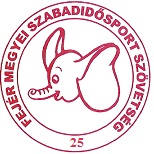 FEJÉR MEGYEI SZABADIDŐSPORT SZÖVETSÉG
25